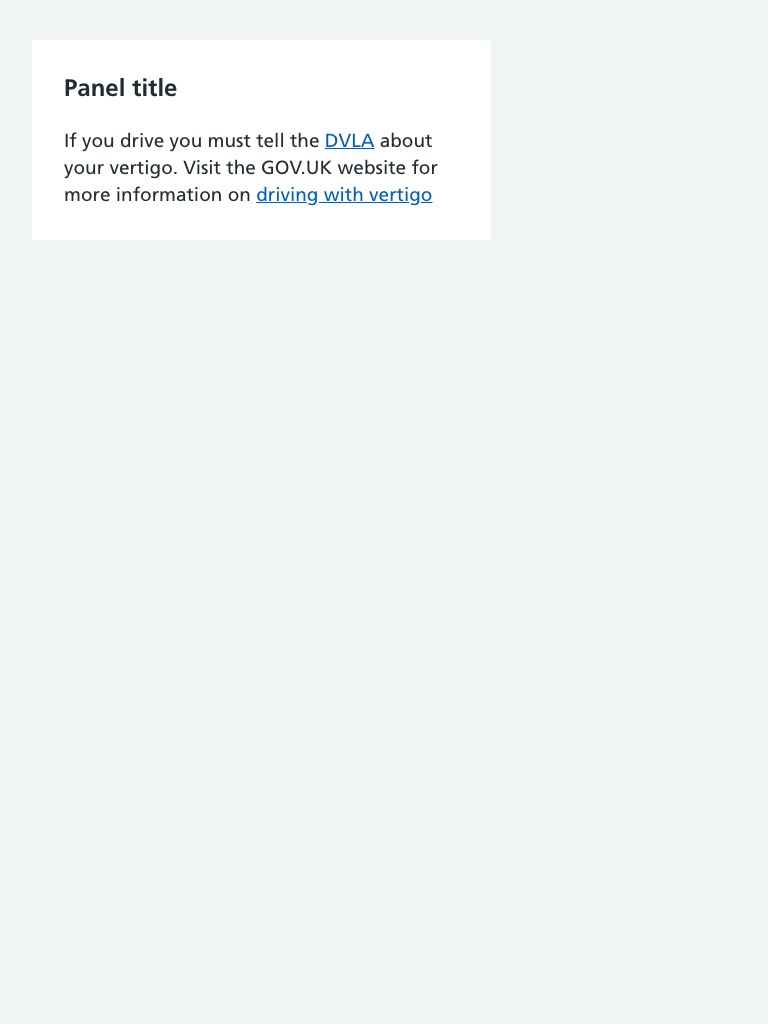 Panel title
If you drive you must tell the DVLA about
your vertigo. Visit the GOV.UK website for
more information on driving with vertigo